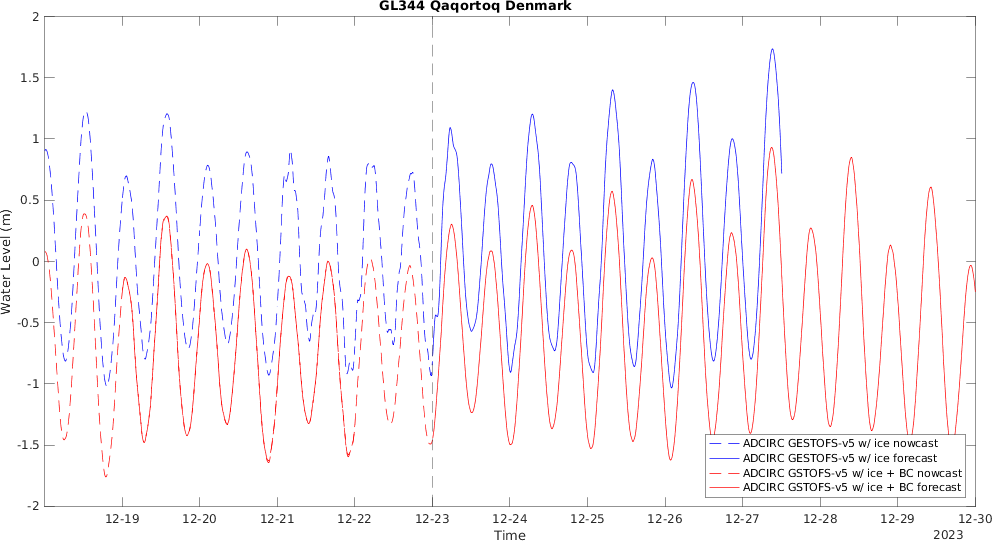 GL344 Qaqortoq Denmark
Water Level (m)
2
1.5
1
0.5
0
-0.5
-1
-1.5
-2
12-19 12-20 12-21 12-22 12-23 12-24 12-25 12-26 12-27 12-28 12-29 12-30
Time
2023
ADCIRC GESTOFS-v5 w/ ice nowcast
ADCIRC GESTOFS-v5 w/ ice forecast
ADCIRC GSTOFS-v5 w/ ice + BC nowcast
ADCIRC GSTOFS-v5 w/ ice + BC forecast